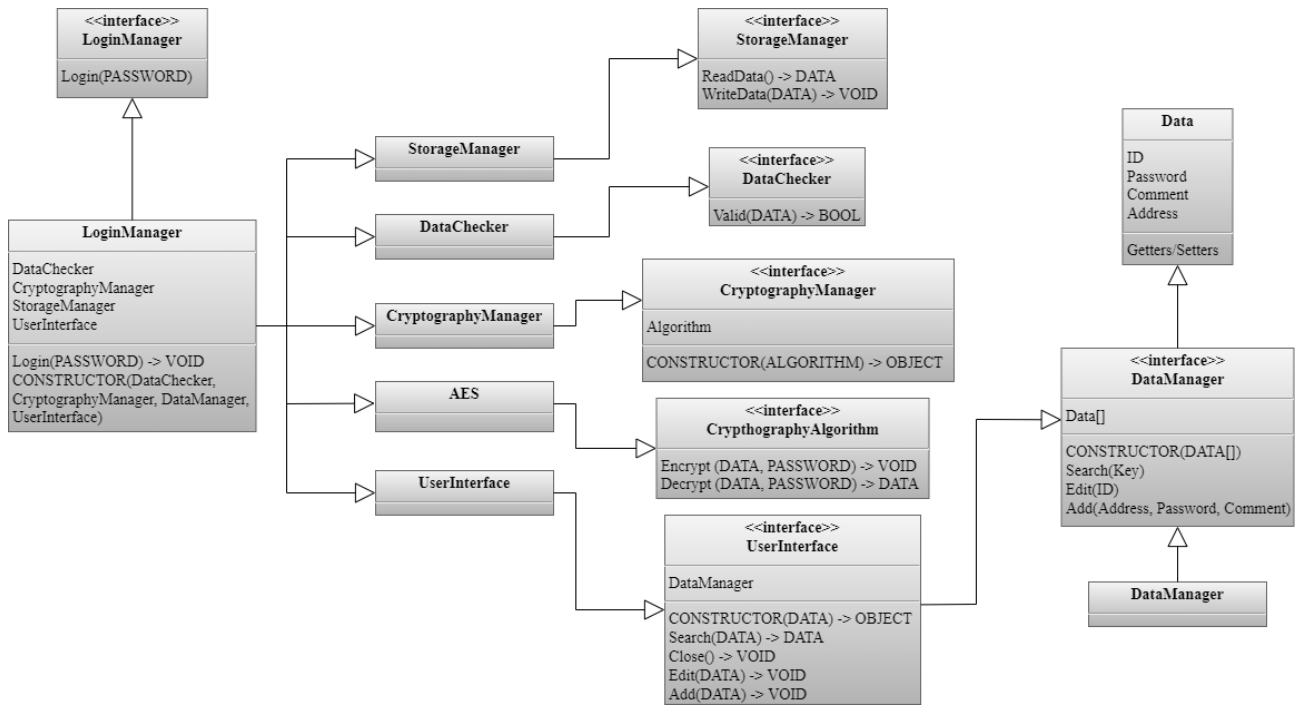 <<interface>>
LoginManager
Login(PASSWORD)
LoginManager
DataChecker
CryptographyManager
StorageManager
UserInterface
Login(PASSWORD) -> VOID
CONSTRUCTOR(DataChecker,
CryptographyManager, DataManager,
UserInterface)
StorageManager
DataChecker
CryptographyManager
AES
UserInterface
<<interface>>
StorageManager
ReadData() -> DATA
WriteData(DATA) -> VOID
<<interface>>
DataChecker
Valid(DATA) -> BOOL
<<interface>>
CryptographyManager
Algorithm
CONSTRUCTOR(ALGORITHM) -> OBJECT
<<interface>>
CrypthographyAlgorithm
Encrypt (DATA, PASSWORD) -> VOID
Decrypt (DATA, PASSWORD) -> DATA
<<interface>>
UserInterface
DataManager
CONSTRUCTOR(DATA) -> OBJECT
Search(DATA) -> DATA
Close() -> VOID
Edit(DATA) -> VOID
Add(DATA) -> VOID
Data
ID
Password
Comment
Address
Getters/Setters
<<interface>>
DataManager
Data[]
CONSTRUCTOR(DATA[])
Search(Key)
Edit(ID)
Add(Address, Password, Comment)
DataManager